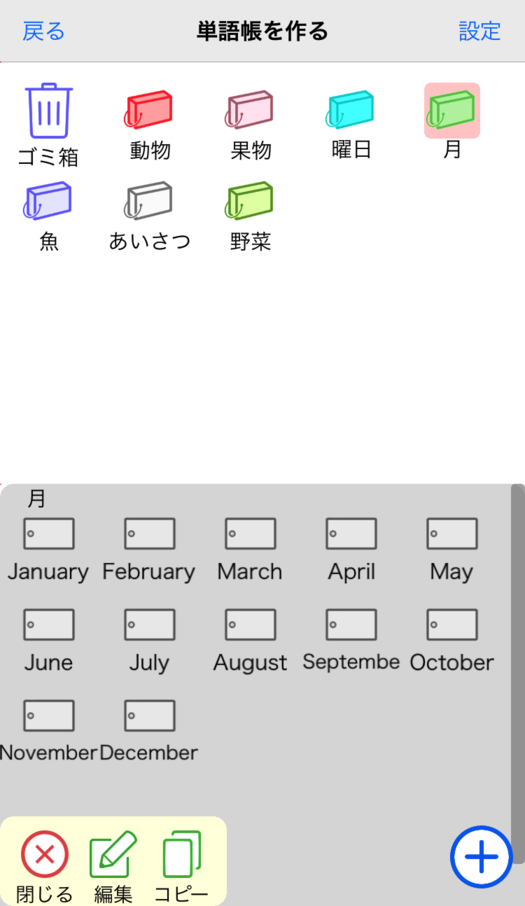 戻る 単語帳を作る 設定
ゴミ箱 動物 果物 曜日 月
魚 あいさつ 野菜
月
January February March April May
June July August Septembe October
November December
閉じる 編集 コピー